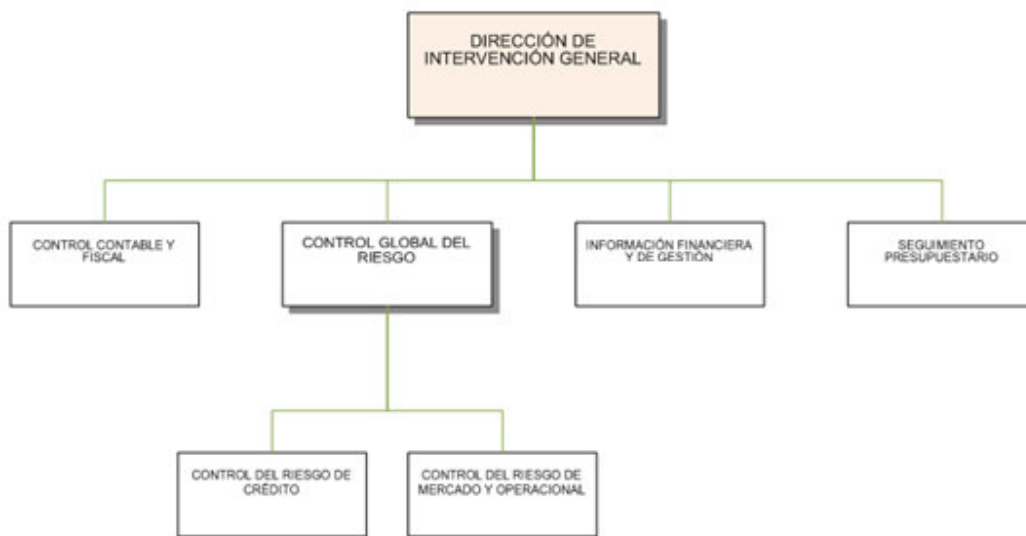 DIRECCIÓN DE
INTERVENCIÓN GENERAL
CONTROL CONTABLE Y
FISCAL
CONTROL GLOBAL DEL
RIESGO
INFORMACIÓN FINANCIERA
Y DE GESTIÓN
SEGUIMIENTO
PRESUPUESTARIO
CONTROL DEL RIESGO DE
CRÉDITO
CONTROL DEL RIESGO DE
MERCADO Y OPERACIONAL